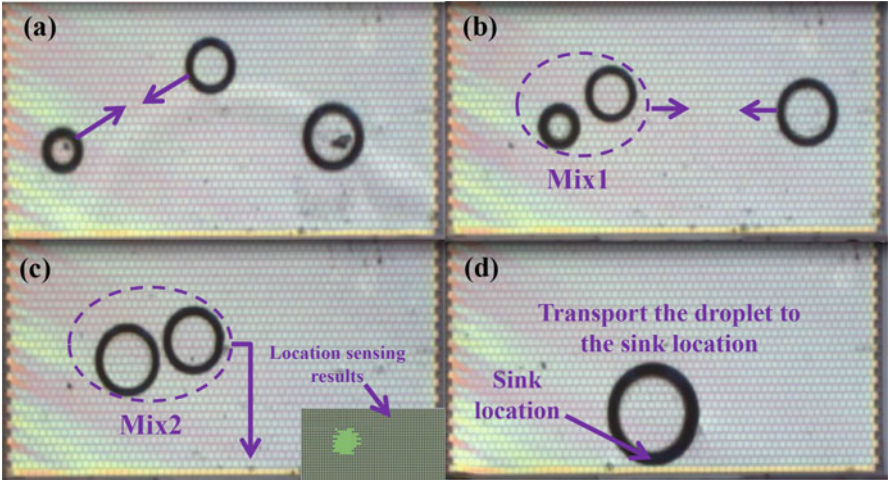 (a)
(b)
Mix1
(c)
Location sensing
results
Mix2
(d)
Transport the droplet to
the sink location
Sink
location